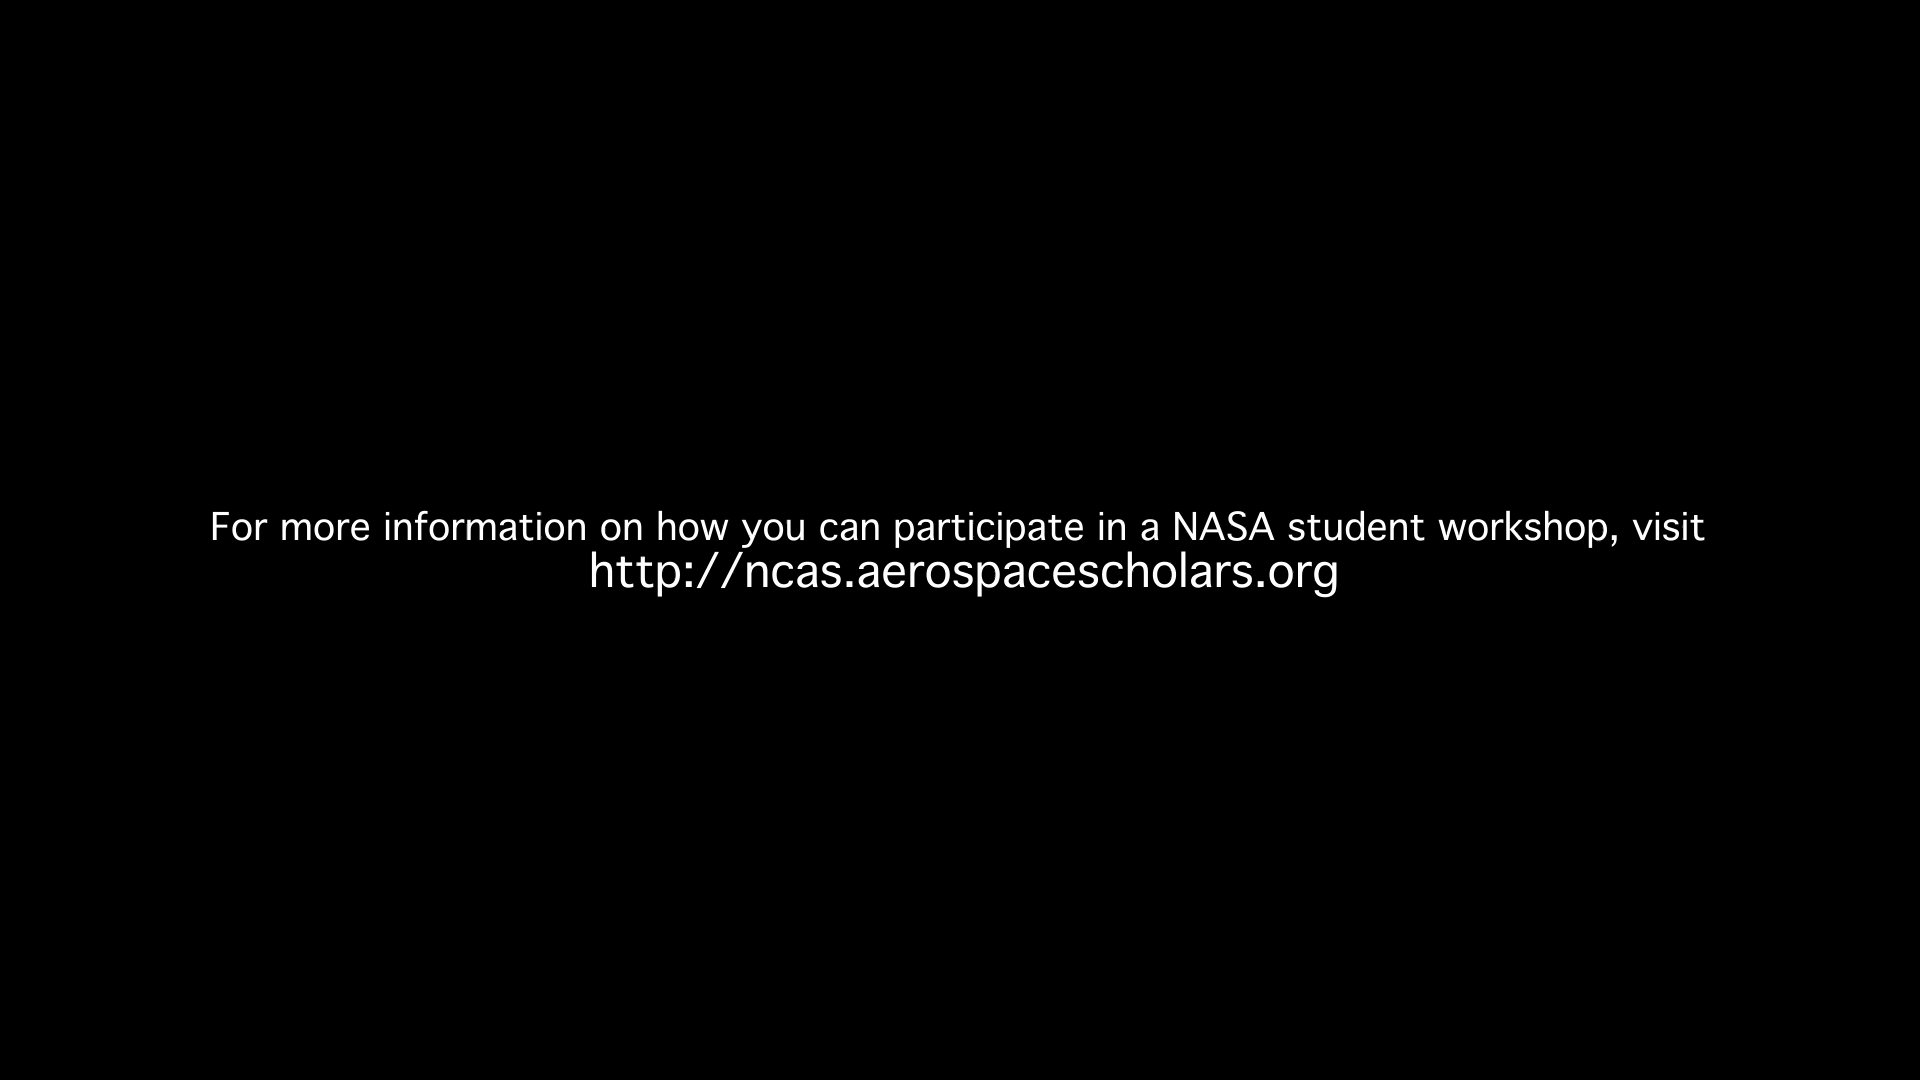 For more information on how you can participate in a NASA student workshop, visit
http://ncas.aerospacescholars.org